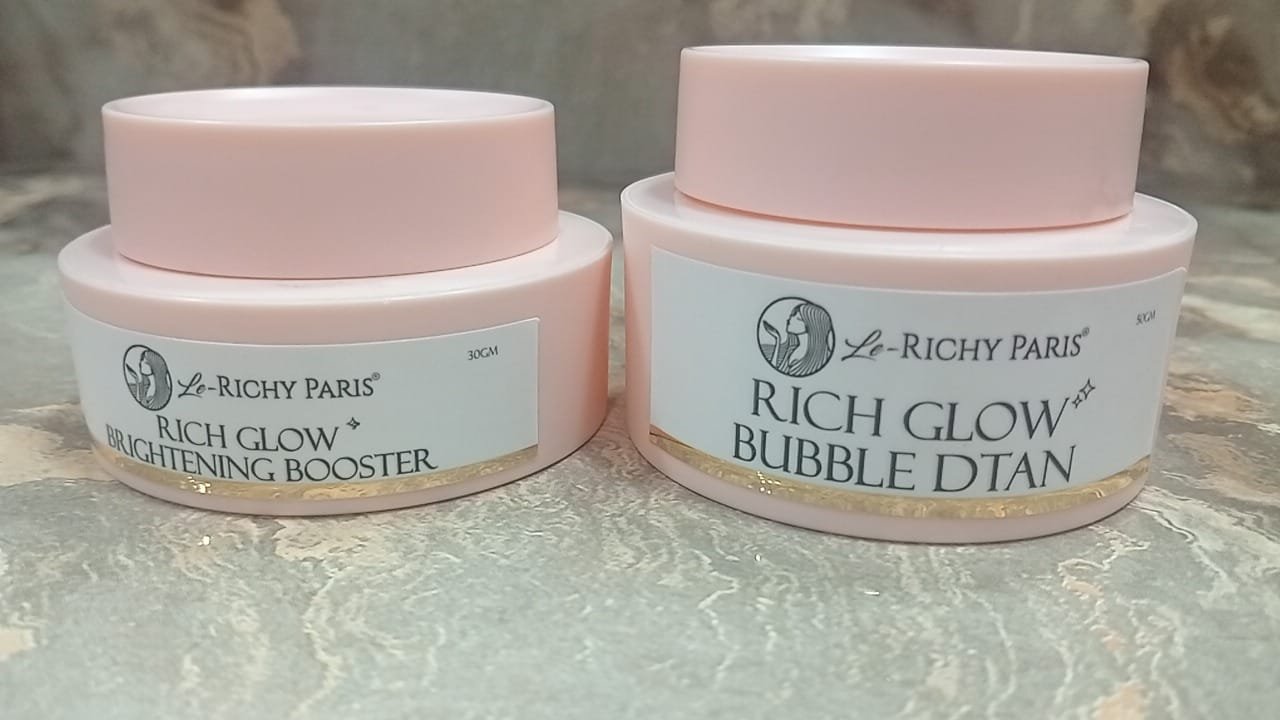 30GM
Le-RICHY PARIS®
RICH GLOW
BRIGHTENING BOOSTER
50GM
Le-RICHY PARIS®
RICH GLOW
BUBBLE DTAN